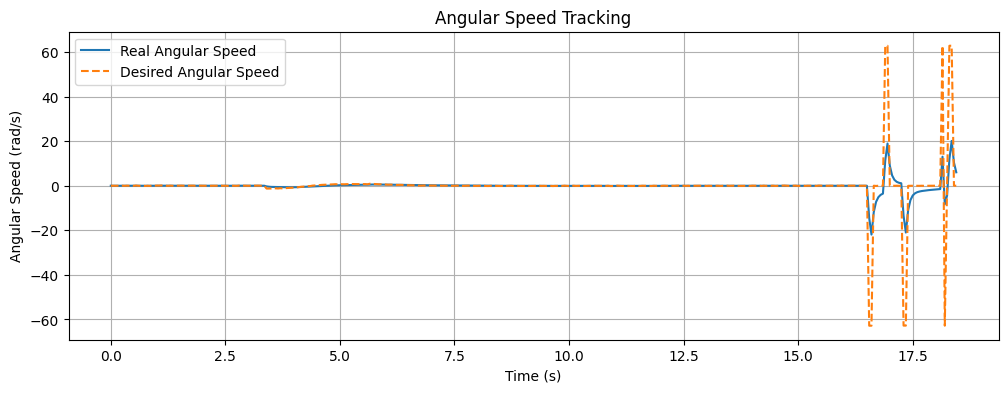 Angular Speed Tracking
Real Angular Speed
Desired Angular Speed
Angular Speed (rad/s)
60
40
20
0
−20
−40
−60
0.0 2.5 5.0 7.5 10.0 12.5 15.0 17.5
Time (s)